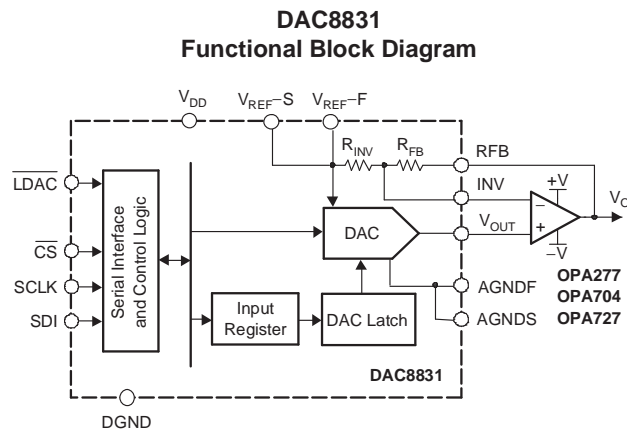 DAC8831
Functional Block Diagram
VDD
VREF−S
VREF−F
RINV
RFB
RFB
INV
LDAC
+V
VO
−
+
−V
VOUT
DAC
CS
SCLK
SDI
Serial Interface
and Control Logic
Input
Register
DAC Latch
AGNDF
AGNDS
OPA277
OPA704
OPA727
DAC8831
DGND